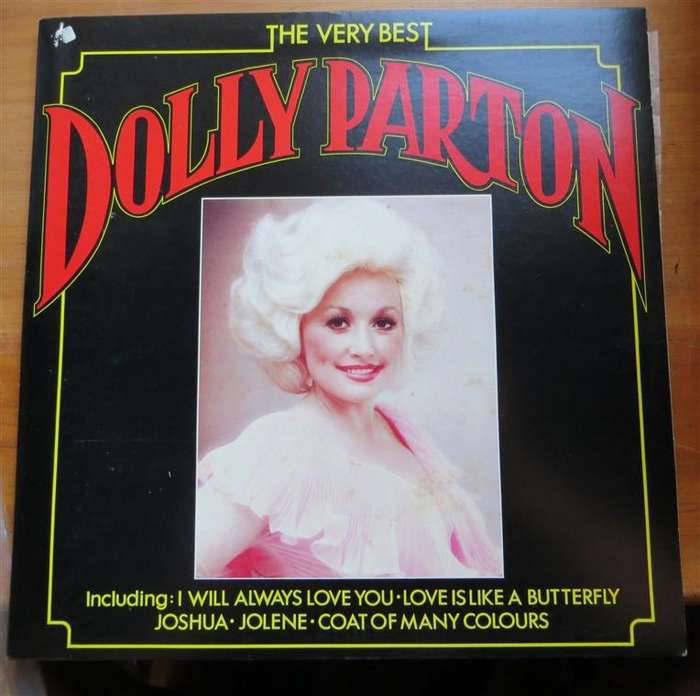 THE VERY BEST
DOLLY PARTON
Including: I WILL ALWAYS LOVE YOU · LOVE IS LIKE A BUTTERFLY
JOSHUA · JOLENE · COAT OF MANY COLOURS